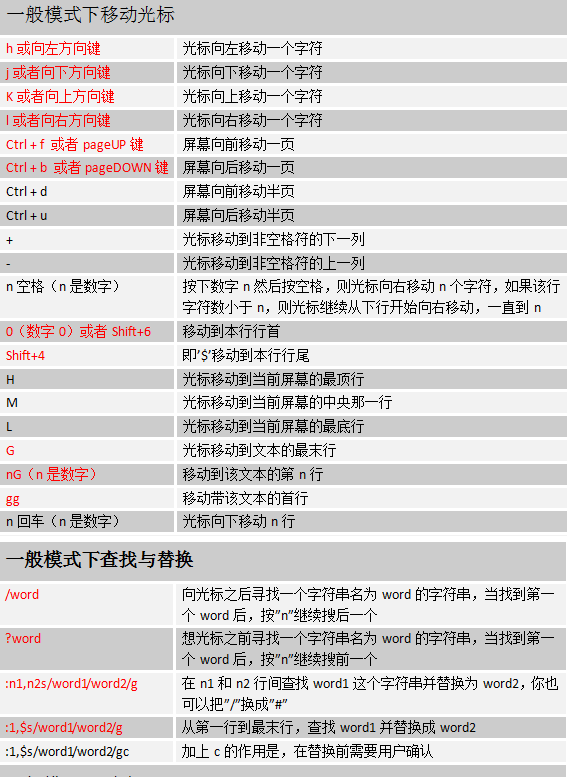 一般模式下移动光标
h 或向左方向键 光标向左移动一个字符
j 或者向下方向键 光标向下移动一个字符
K 或者向上方向键 光标向上移动一个字符
l 或者向右方向键 光标向右移动一个字符
Ctrl + f 或者 pageUP 键 屏幕向前移动一页
Ctrl + b 或者 pageDOWN 键 屏幕向后移动一页
Ctrl + d 屏幕向前移动半页
Ctrl + u 屏幕向后移动半页
+ 光标移动到非空格符的下一列
- 光标移动到非空格符的上一列
n 空格（n 是数字） 按下数字 n 然后按空格，则光标向右移动 n 个字符，如果该行
字符数小于 n，则光标继续从下行开始向右移动，一直到 n
0（数字 0）或者 Shift+6 移动到本行行首
Shift+4 即’$’移动到本行行尾
H 光标移动到当前屏幕的最顶行
M 光标移动到当前屏幕的中央那一行
L 光标移动到当前屏幕的最底行
G 光标移动到文本的最末行
nG（n 是数字） 移动到该文本的第 n 行
gg 移动带该文本的首行
n 回车（n 是数字） 光标向下移动 n 行
一般模式下查找与替换
/word 向光标之后寻找一个字符串名为 word 的字符串，当找到第一
个 word 后，按”n”继续搜后一个
?word 想光标之前寻找一个字符串名为 word 的字符串，当找到第一
个 word 后，按”n”继续搜前一个
:n1,n2s/word1/word2/g 在 n1 和 n2 行间查找 word1 这个字符串并替换为 word2，你也
可以把”/”换成”#”
:1,$s/word1/word2/g 从第一行到最末行，查找 word1 并替换成 word2
:1,$s/word1/word2/gc 加上 c 的作用是，在替换前需要用户确认